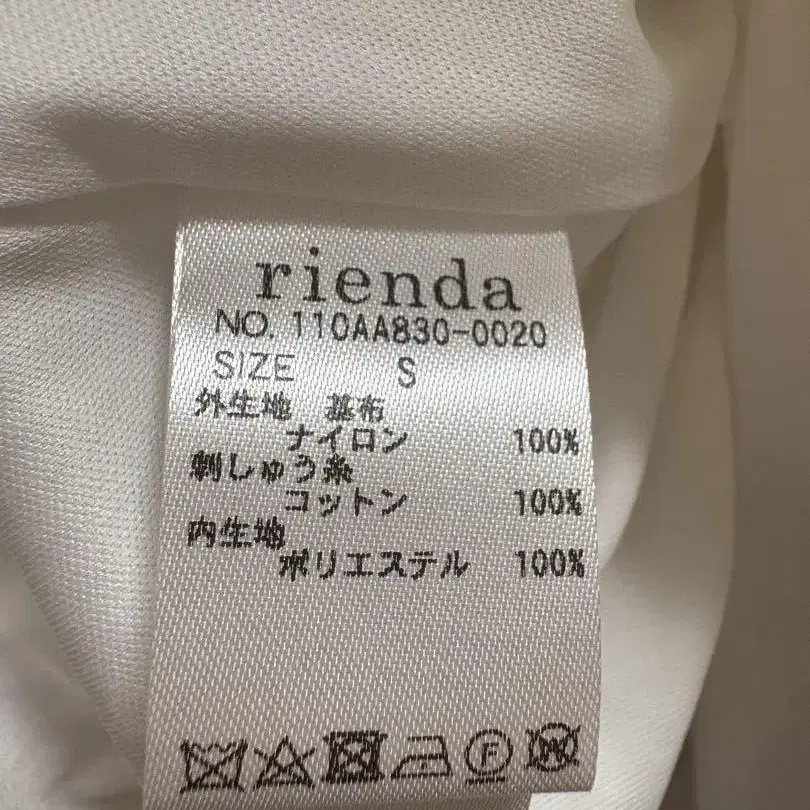 rienda
NO. 110AA830-0020
SIZE S
外生地 基布
ナイロン 100%
刺しゅう糸
コットン 100%
内生地
ポリエステル 100%
F
W